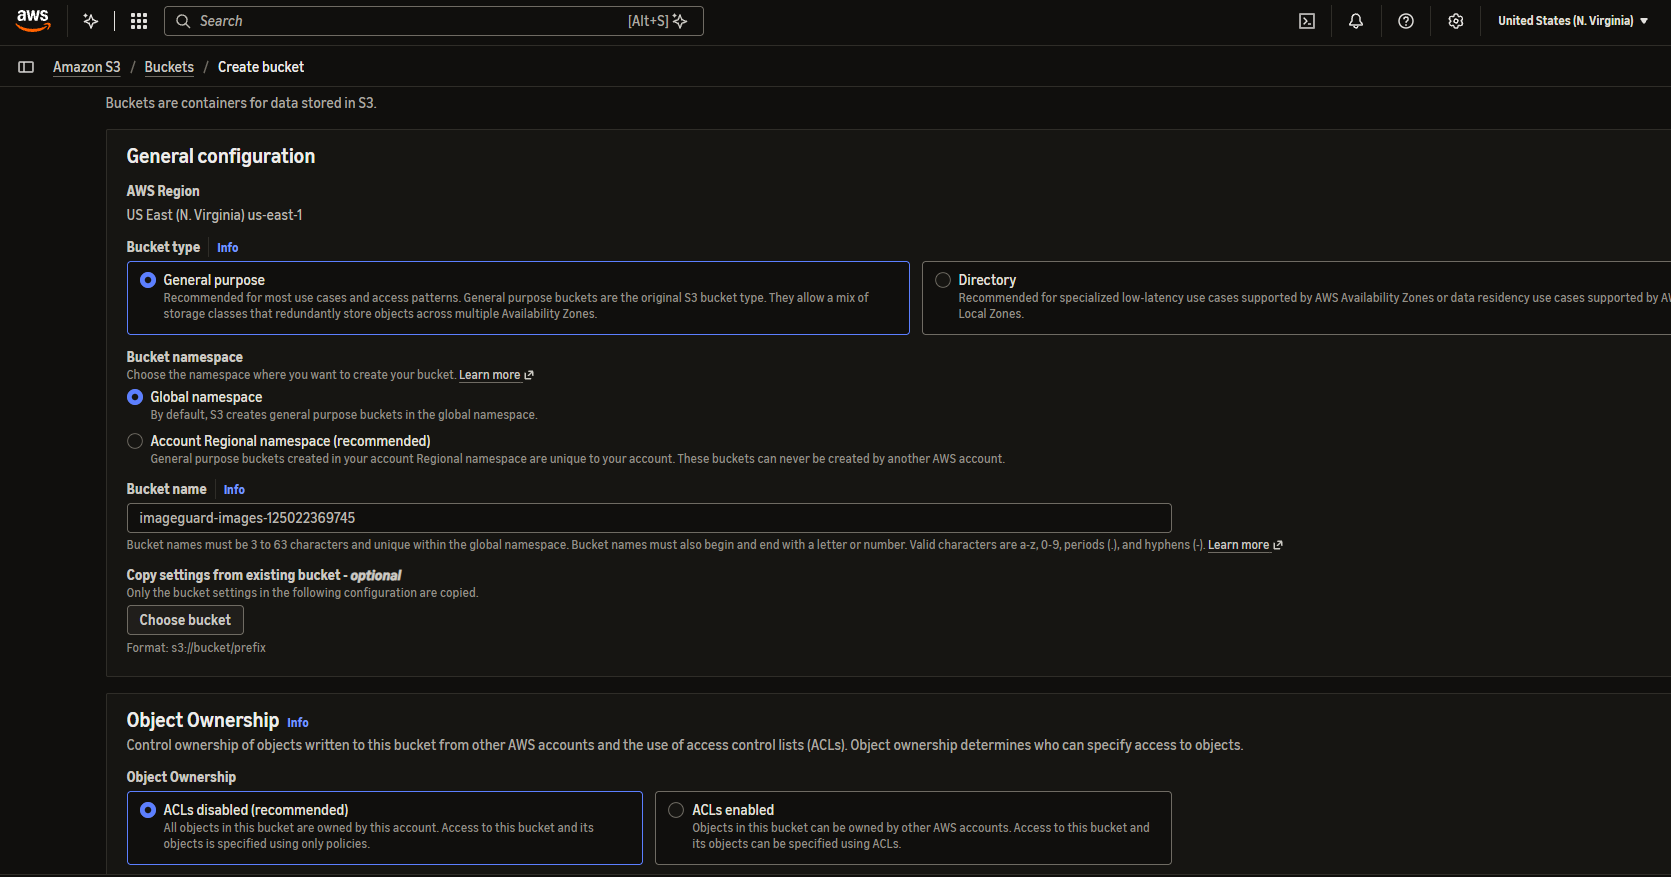 aws
Search [Alt+S]
United States (N. Virginia)
Amazon S3 / Buckets / Create bucket
Buckets are containers for data stored in S3.
General configuration
AWS Region
US East (N. Virginia) us-east-1
Bucket type Info
General purpose
Recommended for most use cases and access patterns. General purpose buckets are the original S3 bucket type. They allow a mix of
storage classes that redundantly store objects across multiple Availability Zones.
Directory
Recommended for specialized low-latency use cases supported by AWS Availability Zones or data residency use cases supported by
Local Zones.
Bucket namespace
Choose the namespace where you want to create your bucket. Learn more
Global namespace
By default, S3 creates general purpose buckets in the global namespace.
Account Regional namespace (recommended)
General purpose buckets created in your account Regional namespace are unique to your account. These buckets can never be created by another AWS account.
Bucket name Info
imageguard-images-125022369745
Bucket names must be 3 to 63 characters and unique within the global namespace. Bucket names must also begin and end with a letter or number. Valid characters are a-z, 0-9, periods (.), and hyphens (-). Learn more
Copy settings from existing bucket - optional
Only the bucket settings in the following configuration are copied.
Choose bucket
Format: s3://bucket/prefix
Object Ownership Info
Control ownership of objects written to this bucket from other AWS accounts and the use of access control lists (ACLs). Object ownership determines who can specify access to objects.
Object Ownership
ACLs disabled (recommended)
All objects in this bucket are owned by this account. Access to this bucket and its
objects is specified using only policies.
ACLs enabled
Objects in this bucket can be owned by other AWS accounts. Access to this bucket and
its objects can be specified using ACLs.